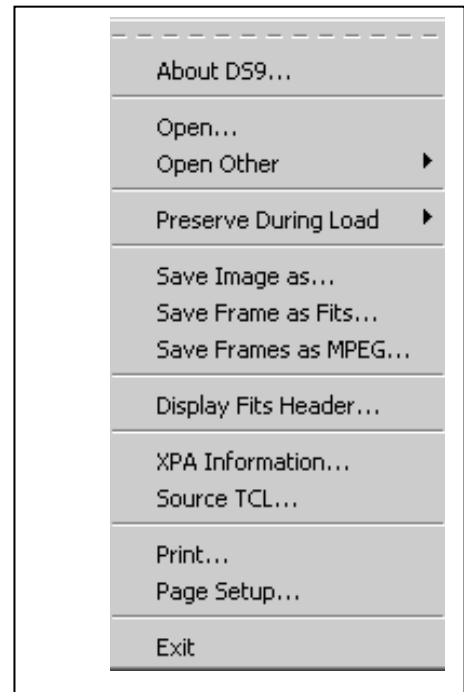 About DS9...
Open...
Open Other
Preserve During Load
Save Image as...
Save Frame as Fits...
Save Frames as MPEG...
Display Fits Header...
XPA Information...
Source TCL...
Print...
Page Setup...
Exit